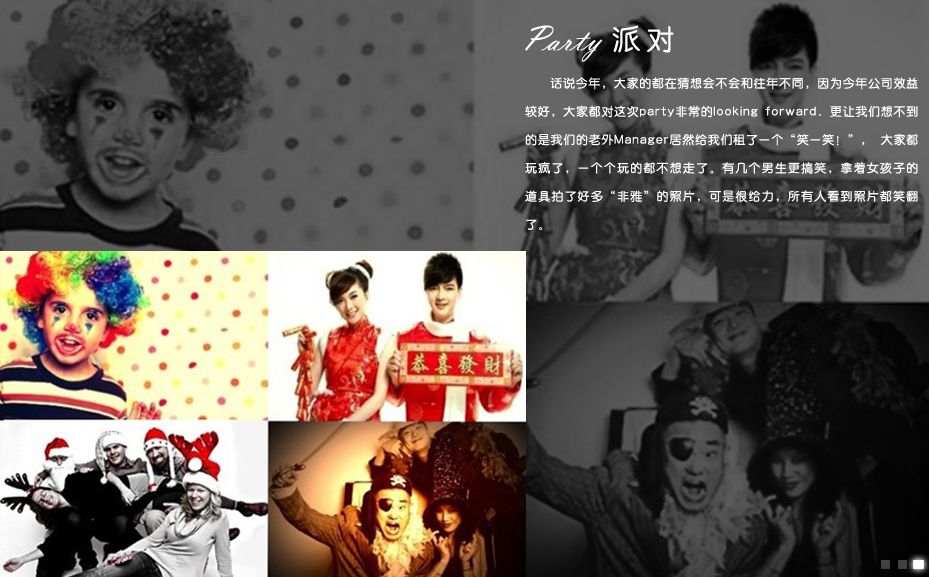 Party 派对
话说今年，大家的都在猜想会不会和往年不同，因为今年公司效益
较好，大家都对这次party非常的looking forward．更让我们想不到
的是我们的老外Manager居然给我们租了一个“笑一笑！”， 大家都
玩疯了，一个个玩的都不想走了。有几个男生更搞笑，拿着女孩子的
道具拍了好多“非雅”的照片，可是很给力，所有人看到照片都笑翻
了。
恭喜發財
恭喜發財